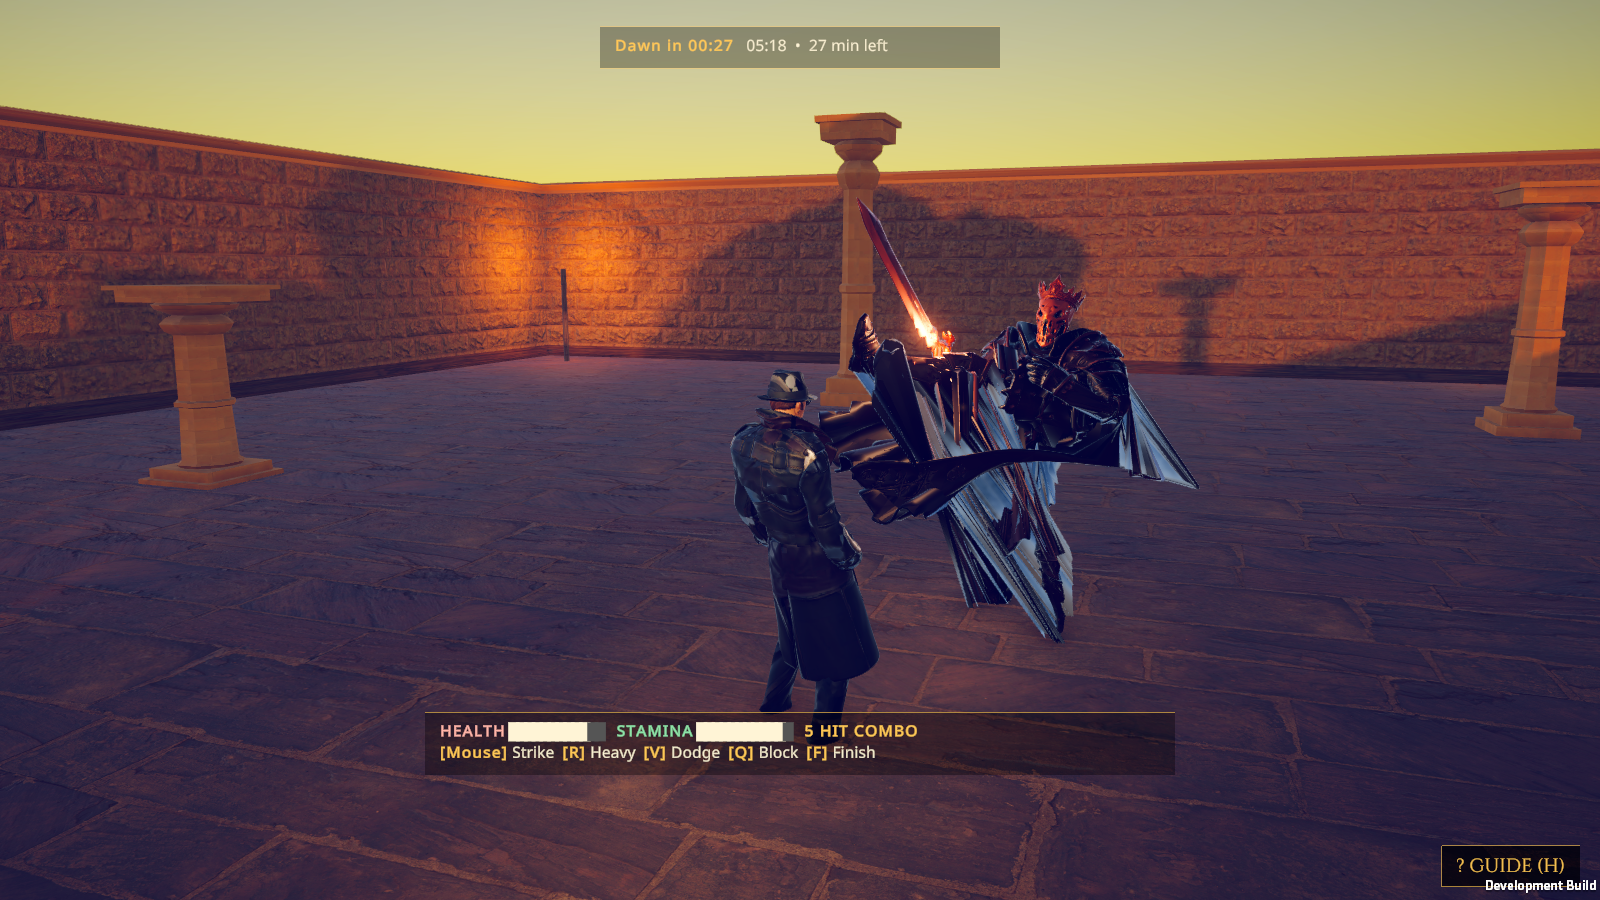 Dawn in 00:27 05:18 • 27 min left
HEALTH STAMINA 5 HIT COMBO
[Mouse] Strike [R] Heavy [V] Dodge [Q] Block [F] Finish
? GUIDE (H)
Development Build